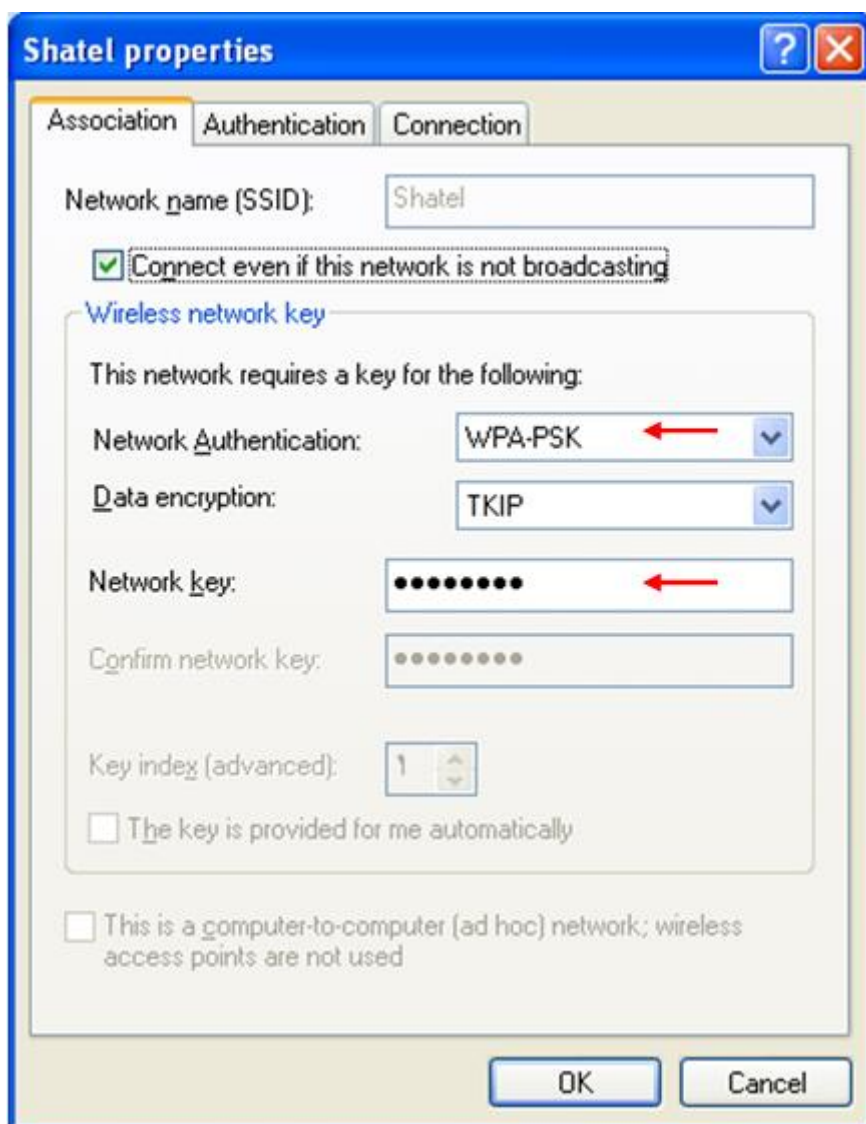 Shatel properties
Association Authentication Connection
Network name (SSID): Shatel
Connect even if this network is not broadcasting
Wireless network key
This network requires a key for the following:
Network Authentication: WPA-PSK
Data encryption: TKIP
Network key: ••••••••
Confirm network key: ••••••••
Key index (advanced): 1
The key is provided for me automatically
This is a computer-to-computer (ad hoc) network; wireless
access points are not used
OK Cancel